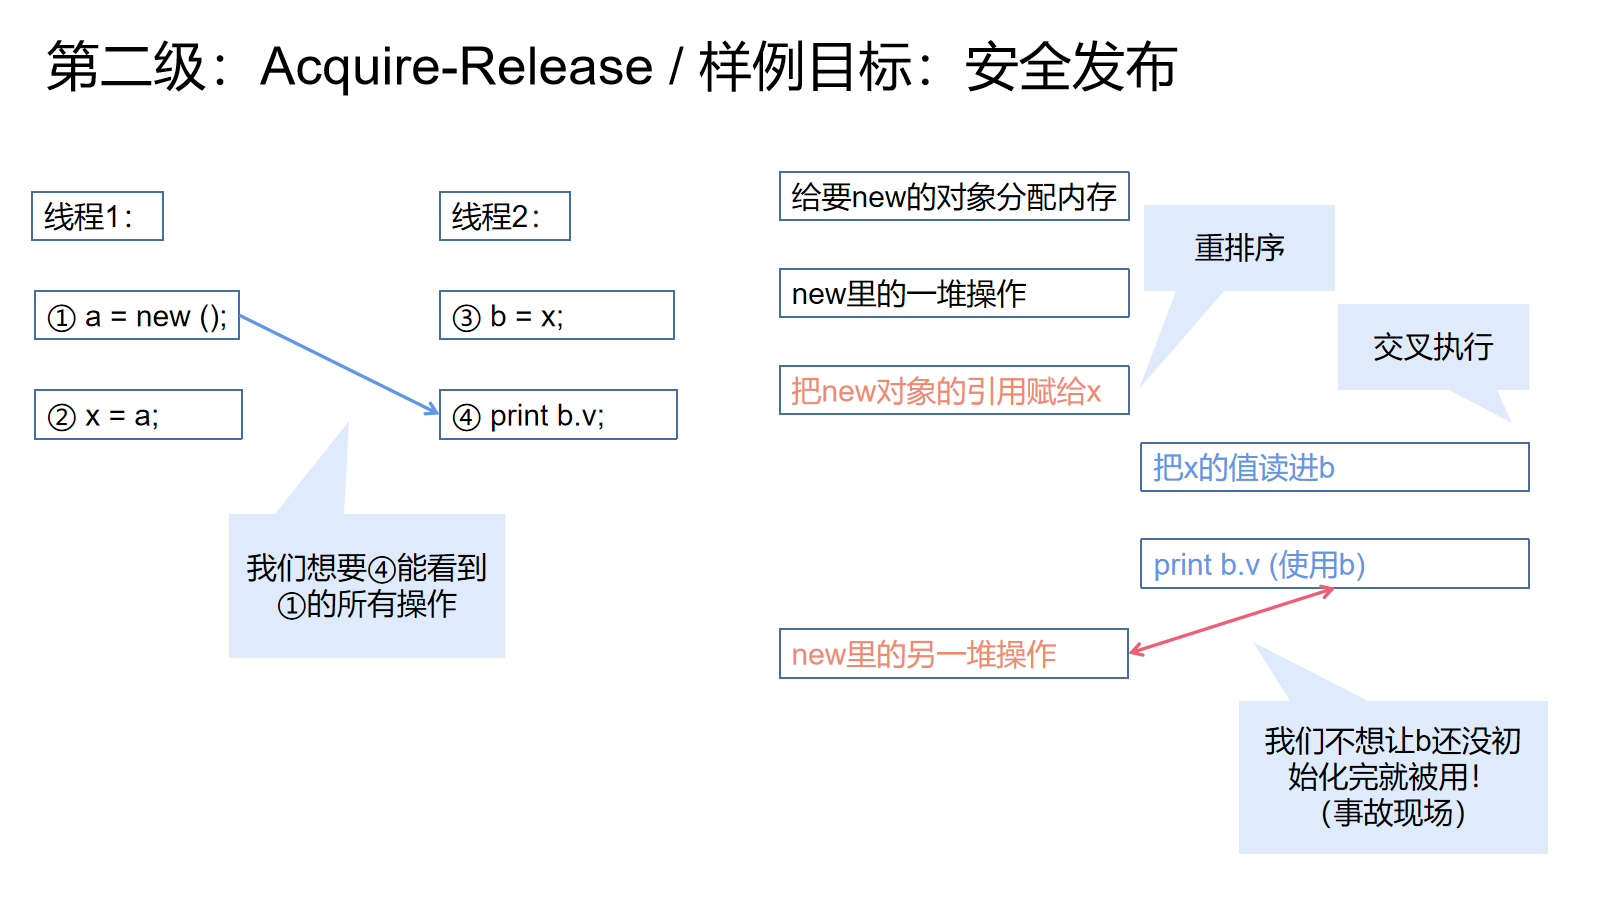 第二级：Acquire-Release / 样例目标：安全发布
线程1：
① a = new ();
② x = a;
线程2：
③ b = x;
④ print b.v;
我们想要④能看到
①的所有操作
给要new的对象分配内存
new里的一堆操作
把new对象的引用赋给x
重排序
交叉执行
把x的值读进b
print b.v (使用b)
new里的另一堆操作
我们不想让b还没初
始化完就被用！
（事故现场）